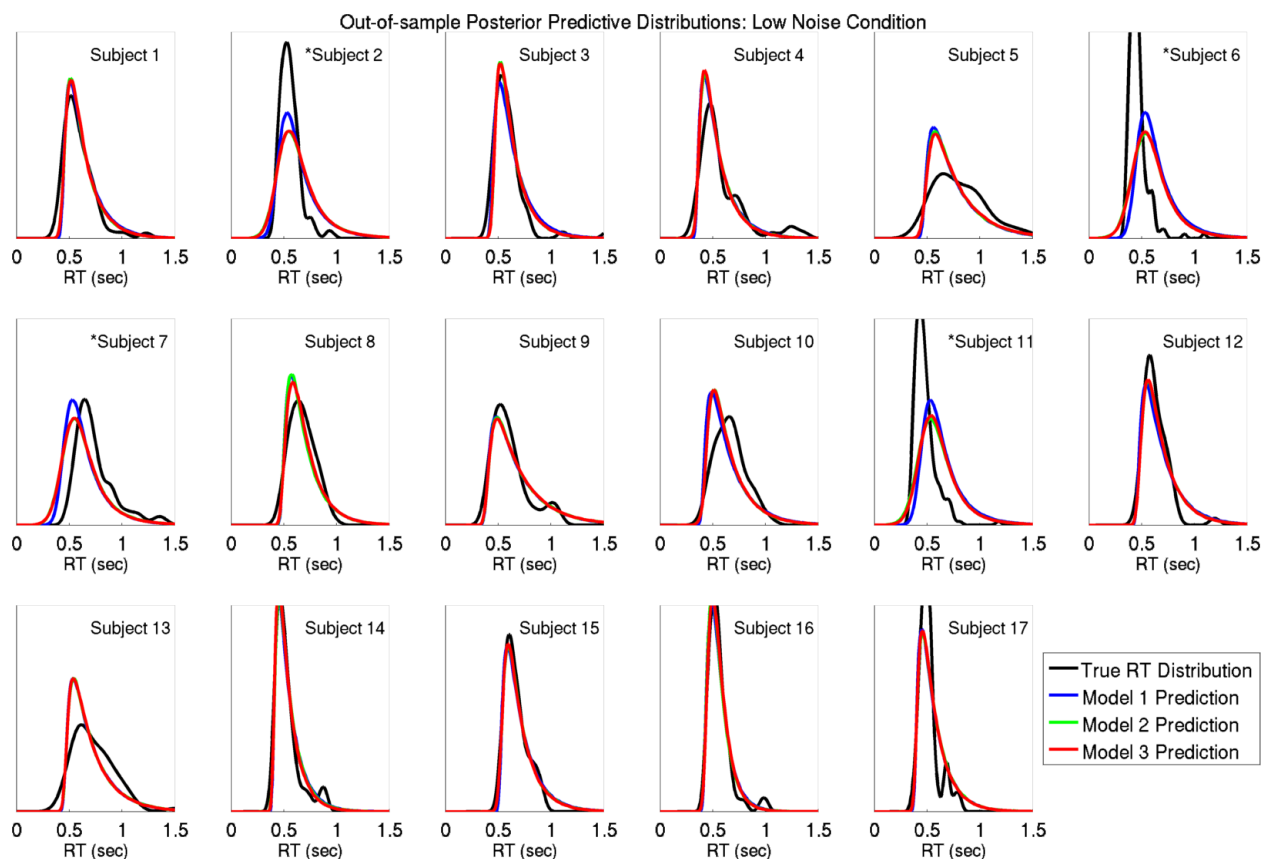 Out-of-sample Posterior Predictive Distributions: Low Noise Condition
Subject 1
0 0.5 1 1.5
RT (sec)
*Subject 2
0 0.5 1 1.5
RT (sec)
Subject 3
0 0.5 1 1.5
RT (sec)
Subject 4
0 0.5 1 1.5
RT (sec)
Subject 5
0 0.5 1 1.5
RT (sec)
*Subject 6
0 0.5 1 1.5
RT (sec)
*Subject 7
0 0.5 1 1.5
RT (sec)
Subject 8
0 0.5 1 1.5
RT (sec)
Subject 9
0 0.5 1 1.5
RT (sec)
Subject 10
0 0.5 1 1.5
RT (sec)
*Subject 11
0 0.5 1 1.5
RT (sec)
Subject 12
0 0.5 1 1.5
RT (sec)
Subject 13
0 0.5 1 1.5
RT (sec)
Subject 14
0 0.5 1 1.5
RT (sec)
Subject 15
0 0.5 1 1.5
RT (sec)
Subject 16
0 0.5 1 1.5
RT (sec)
Subject 17
0 0.5 1 1.5
RT (sec)
True RT Distribution
Model 1 Prediction
Model 2 Prediction
Model 3 Prediction